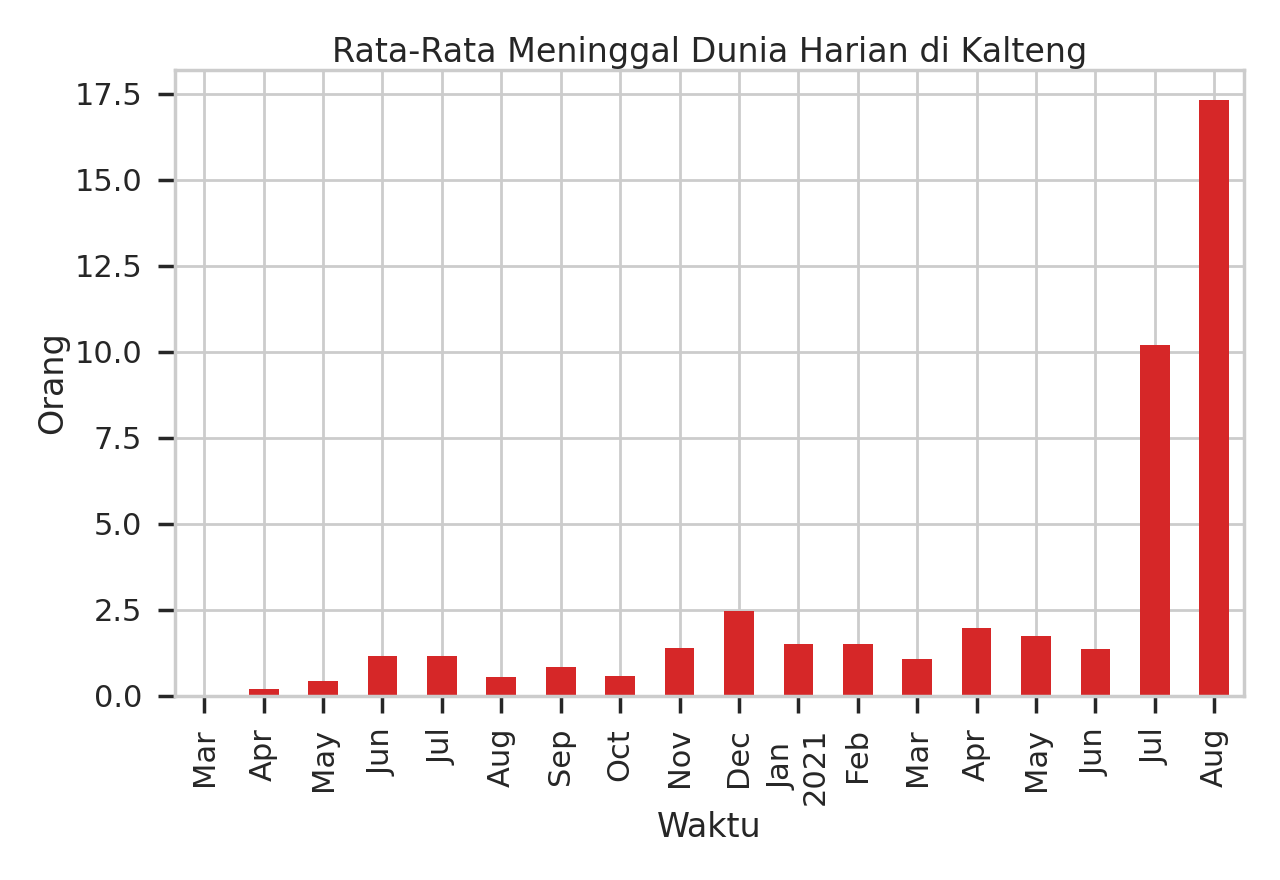 Rata-Rata Meninggal Dunia Harian di Kalteng
17.5
15.0
12.5
10.0
7.5
5.0
2.5
0.0
Orang
Mar
Apr
May
Jun
Jul
Aug
Sep
Oct
Nov
Dec
Jan
2021
Feb
Mar
Apr
May
Jun
Jul
Aug
Waktu